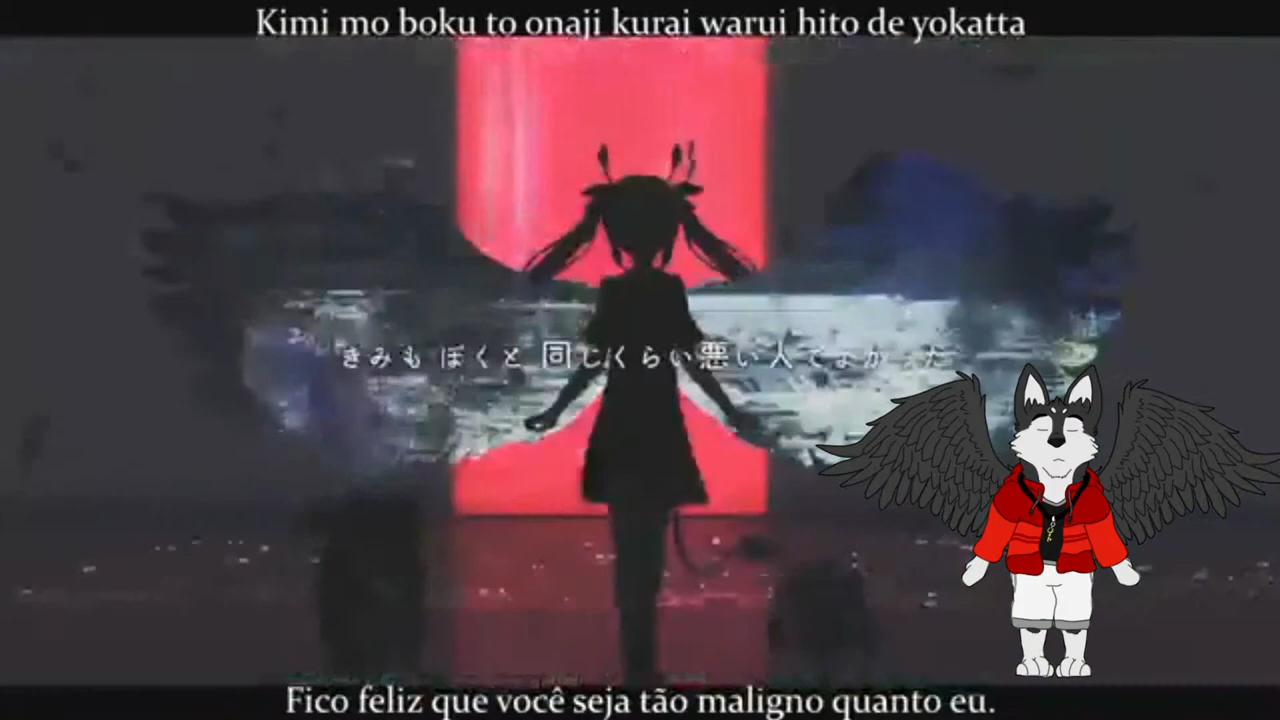 Kimi mo boku to onaji kurai warui hito de yokatta
きみも ぼくと 同じくらい悪い人でよかった
Fico feliz que você seja tão maligno quanto eu.